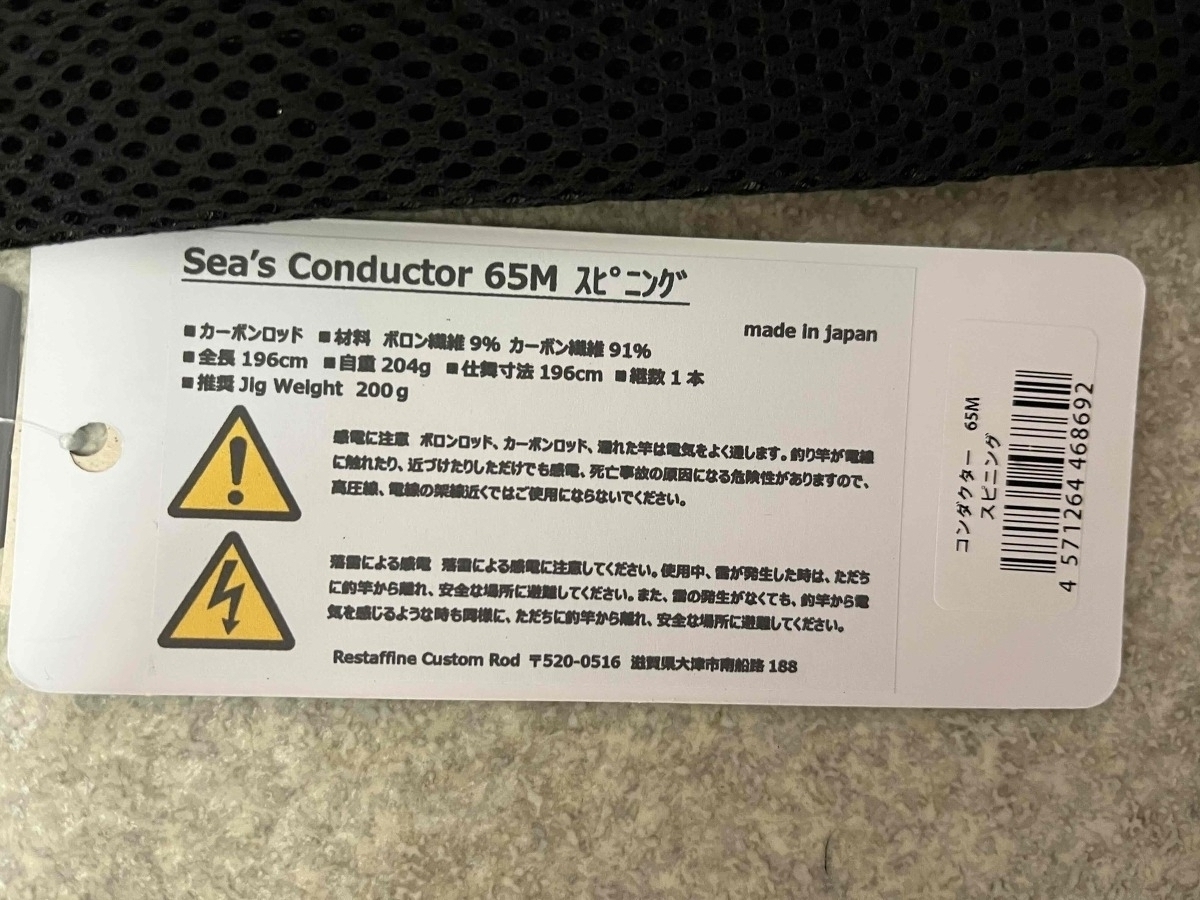 Sea's Conductor 65M ｽﾋﾟﾆﾝｸﾞ
made in japan
■カーボンロッド ■材料 ボロン繊維 9% カーボン繊維 91%
■全長 196cm ■自重 204g ■仕舞寸法 196cm ■継数 1 本
■推奨 Jig Weight 200g
感電に注意 ボロンロッド、カーボンロッド、濡れた竿は電気をよく通します。釣り竿が電線
に触れたり、近づけたりしただけでも感電、死亡事故の原因になる危険性がありますので、
高圧線、電線の架線近くではご使用にならないでください。
落雷による感電 落雷による感電に注意してください。使用中、雷が発生した時は、ただち
に釣竿から離れ、安全な場所に避難してください。また、雷の発生がなくても、釣竿から電
気を感じるような時も同様に、ただちに釣竿から離れ、安全な場所に避難してください。
Restaffine Custom Rod 〒520-0516 滋賀県大津市南船路 188
コンダクター 65M
スピニング
4 571264 468692